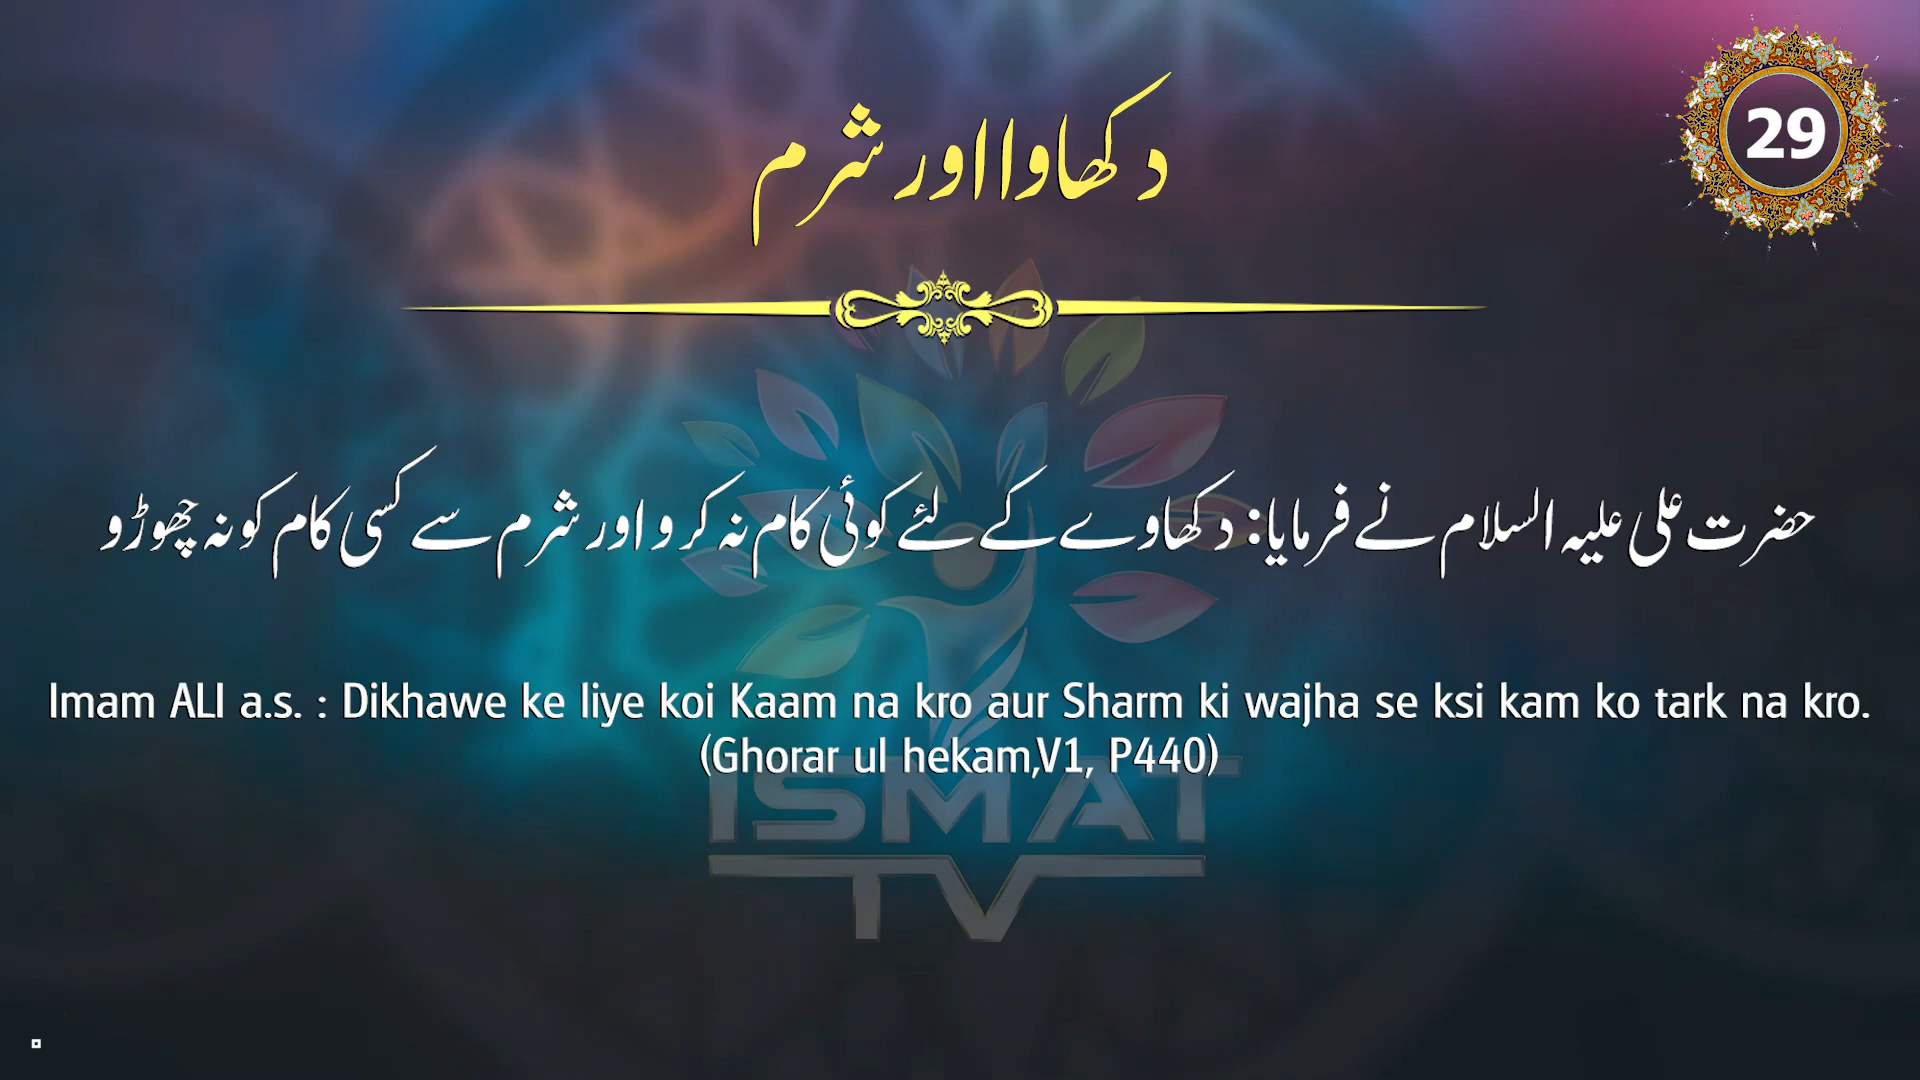 29
دکھاوا اور شرم
حضرت علی علیہ السلام نے فرمایا: دکھاوے کے لئے کوئی کام نہ کرو اور شرم سے کسی کام کو نہ چھوڑو
Imam ALI a.s. : Dikhawe ke liye koi Kaam na kro aur Sharm ki wajha se ksi kam ko tark na kro.
(Ghorar ul hekam,V1, P440)
ISMAT
TV